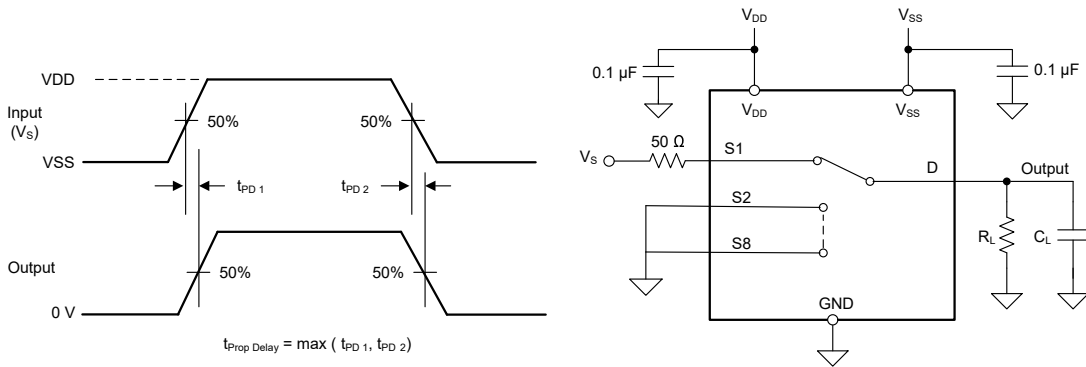 VDD
Input
(VS)
VSS
50%
50%
tPD 1
tPD 2
Output
50%
50%
0 V
tProp Delay = max ( tPD 1, tPD 2)
VDD
VSS
0.1 µF
0.1 µF
VDD
VSS
VS
50 Ω
S1
D
Output
S2
S8
RL
CL
GND